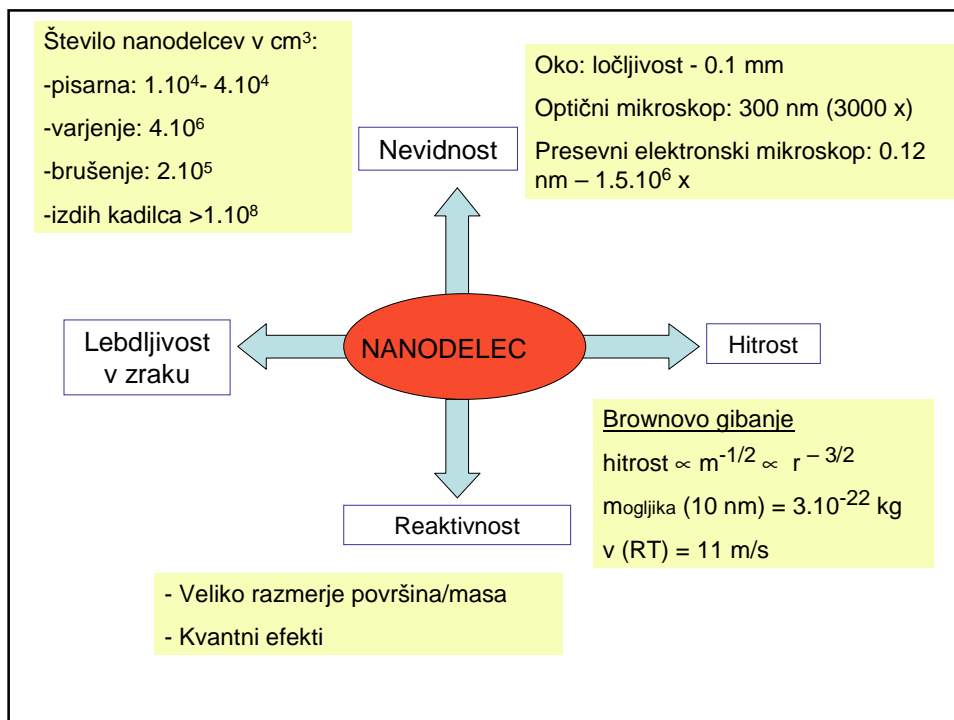 Število nanodelcev v cm³:
-pisarna: 1.10⁴- 4.10⁴
-varjenje: 4.10⁶
-brušenje: 2.10⁵
-izdih kadilca >1.10⁸
Nevidnost
Oko: ločljivost - 0.1 mm
Optični mikroskop: 300 nm (3000 x)
Presevni elektronski mikroskop: 0.12
nm – 1.5.10⁶ x
Lebdljivost
v zraku
NANODELEC
Hitrost
Brownovo gibanje
hitrost ∝ m⁻¹/² ∝ r ⁻ ³/²
mogljika (10 nm) = 3.10⁻²² kg
v (RT) = 11 m/s
Reaktivnost
- Veliko razmerje površina/masa
- Kvantni efekti